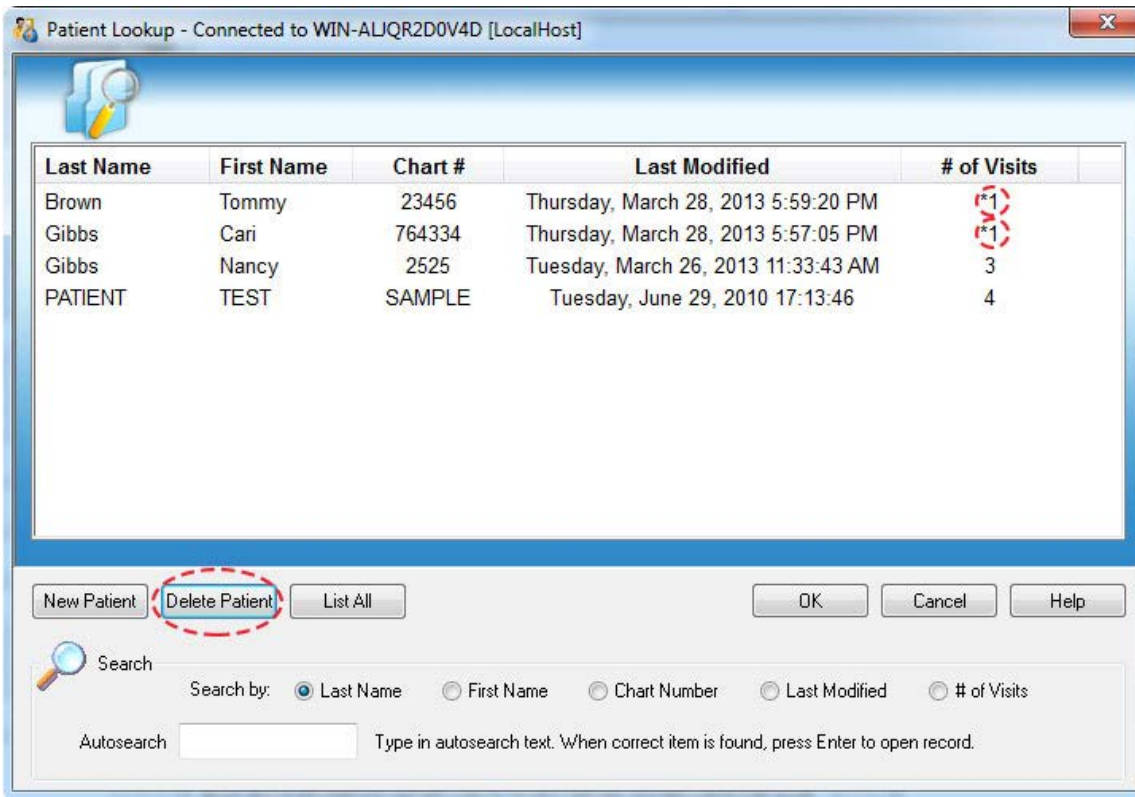 Patient Lookup - Connected to WIN-ALJQR2D0V4D [LocalHost]
x
Last Name First Name Chart # Last Modified # of Visits
Brown Tommy 23456 Thursday, March 28, 2013 5:59:20 PM *1
Gibbs Cari 764334 Thursday, March 28, 2013 5:57:05 PM *1
Gibbs Nancy 2525 Tuesday, March 26, 2013 11:33:43 AM 3
PATIENT TEST SAMPLE Tuesday, June 29, 2010 17:13:46 4
New Patient Delete Patient List All OK Cancel Help
Search
Search by: Last Name First Name Chart Number Last Modified # of Visits
Autosearch Type in autosearch text. When correct item is found, press Enter to open record.